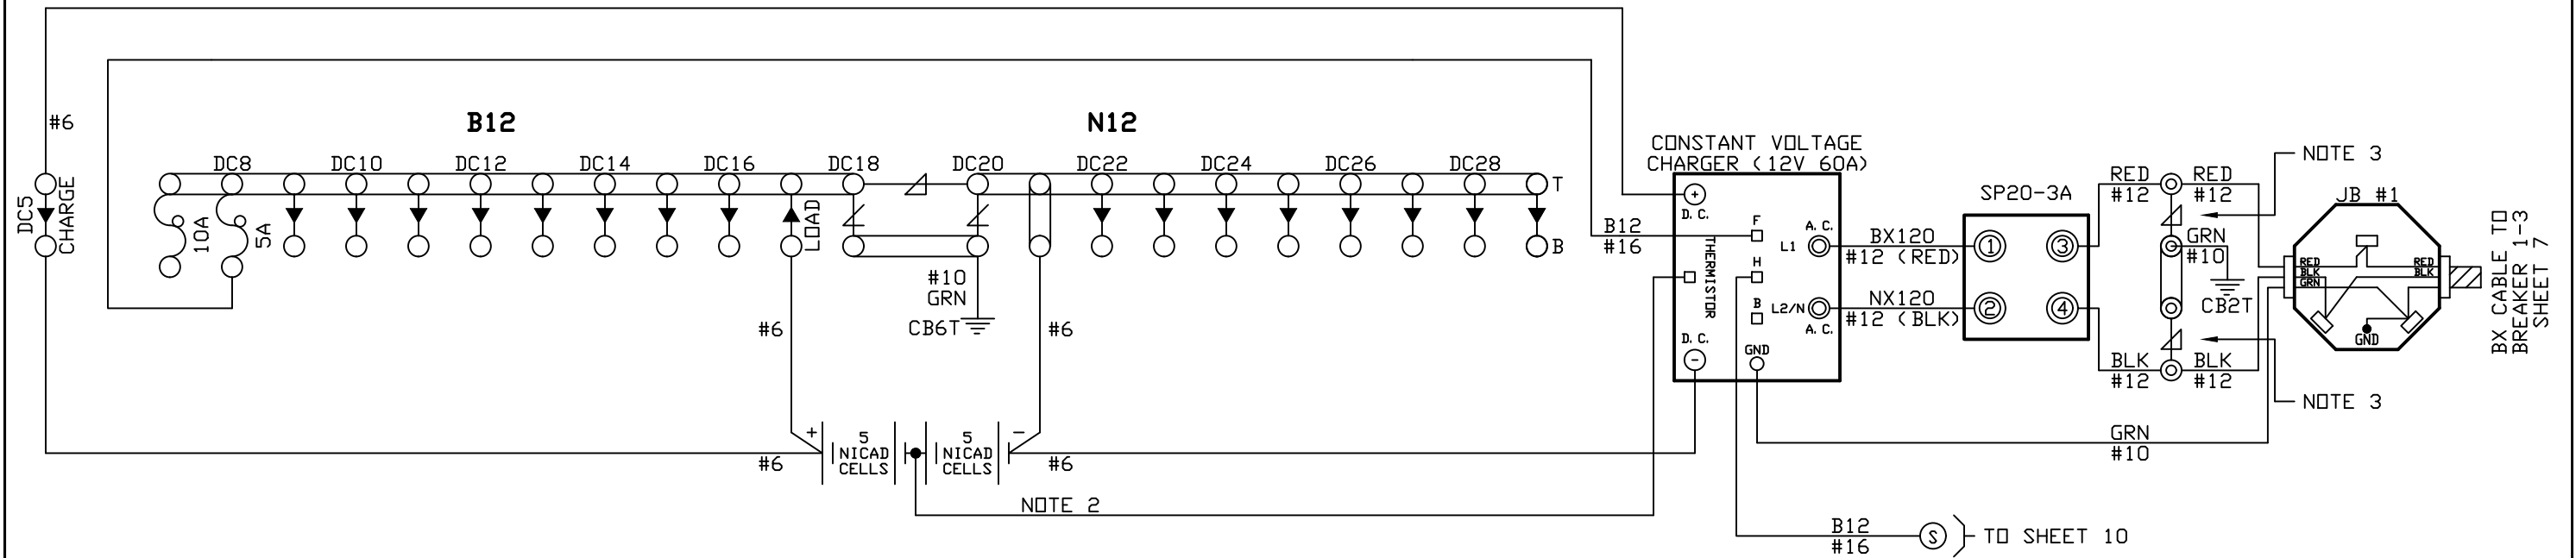 #6
DC5
CHARGE
B12
DC8
DC10
DC12
DC14
DC16
DC18
10A
5A
LOAD
#10
GRN
CB6T
#6
#6
N12
DC20
DC22
DC24
DC26
DC28
T
B
+
5
NICAD
CELLS
5
NICAD
CELLS
-
#6
#6
NOTE 2
B12
#16
CONSTANT VOLTAGE
CHARGER (12V 60A)
+
D.C.
THERMISTOR
D.C.
-
F
H
B
GND
A.C.
L1
L2/N
A.C.
BX120
#12 (RED)
NX120
#12 (BLK)
SP20-3A
1
3
2
4
RED
#12
RED
#12
GRN
#10
CB2T
BLK
#12
BLK
#12
NOTE 3
NOTE 3
JB #1
RED
BLK
GRN
RED
BLK
GND
BX CABLE TO
BREAKER 1-3
SHEET 7
GRN
#10
B12
#16
S
TO SHEET 10